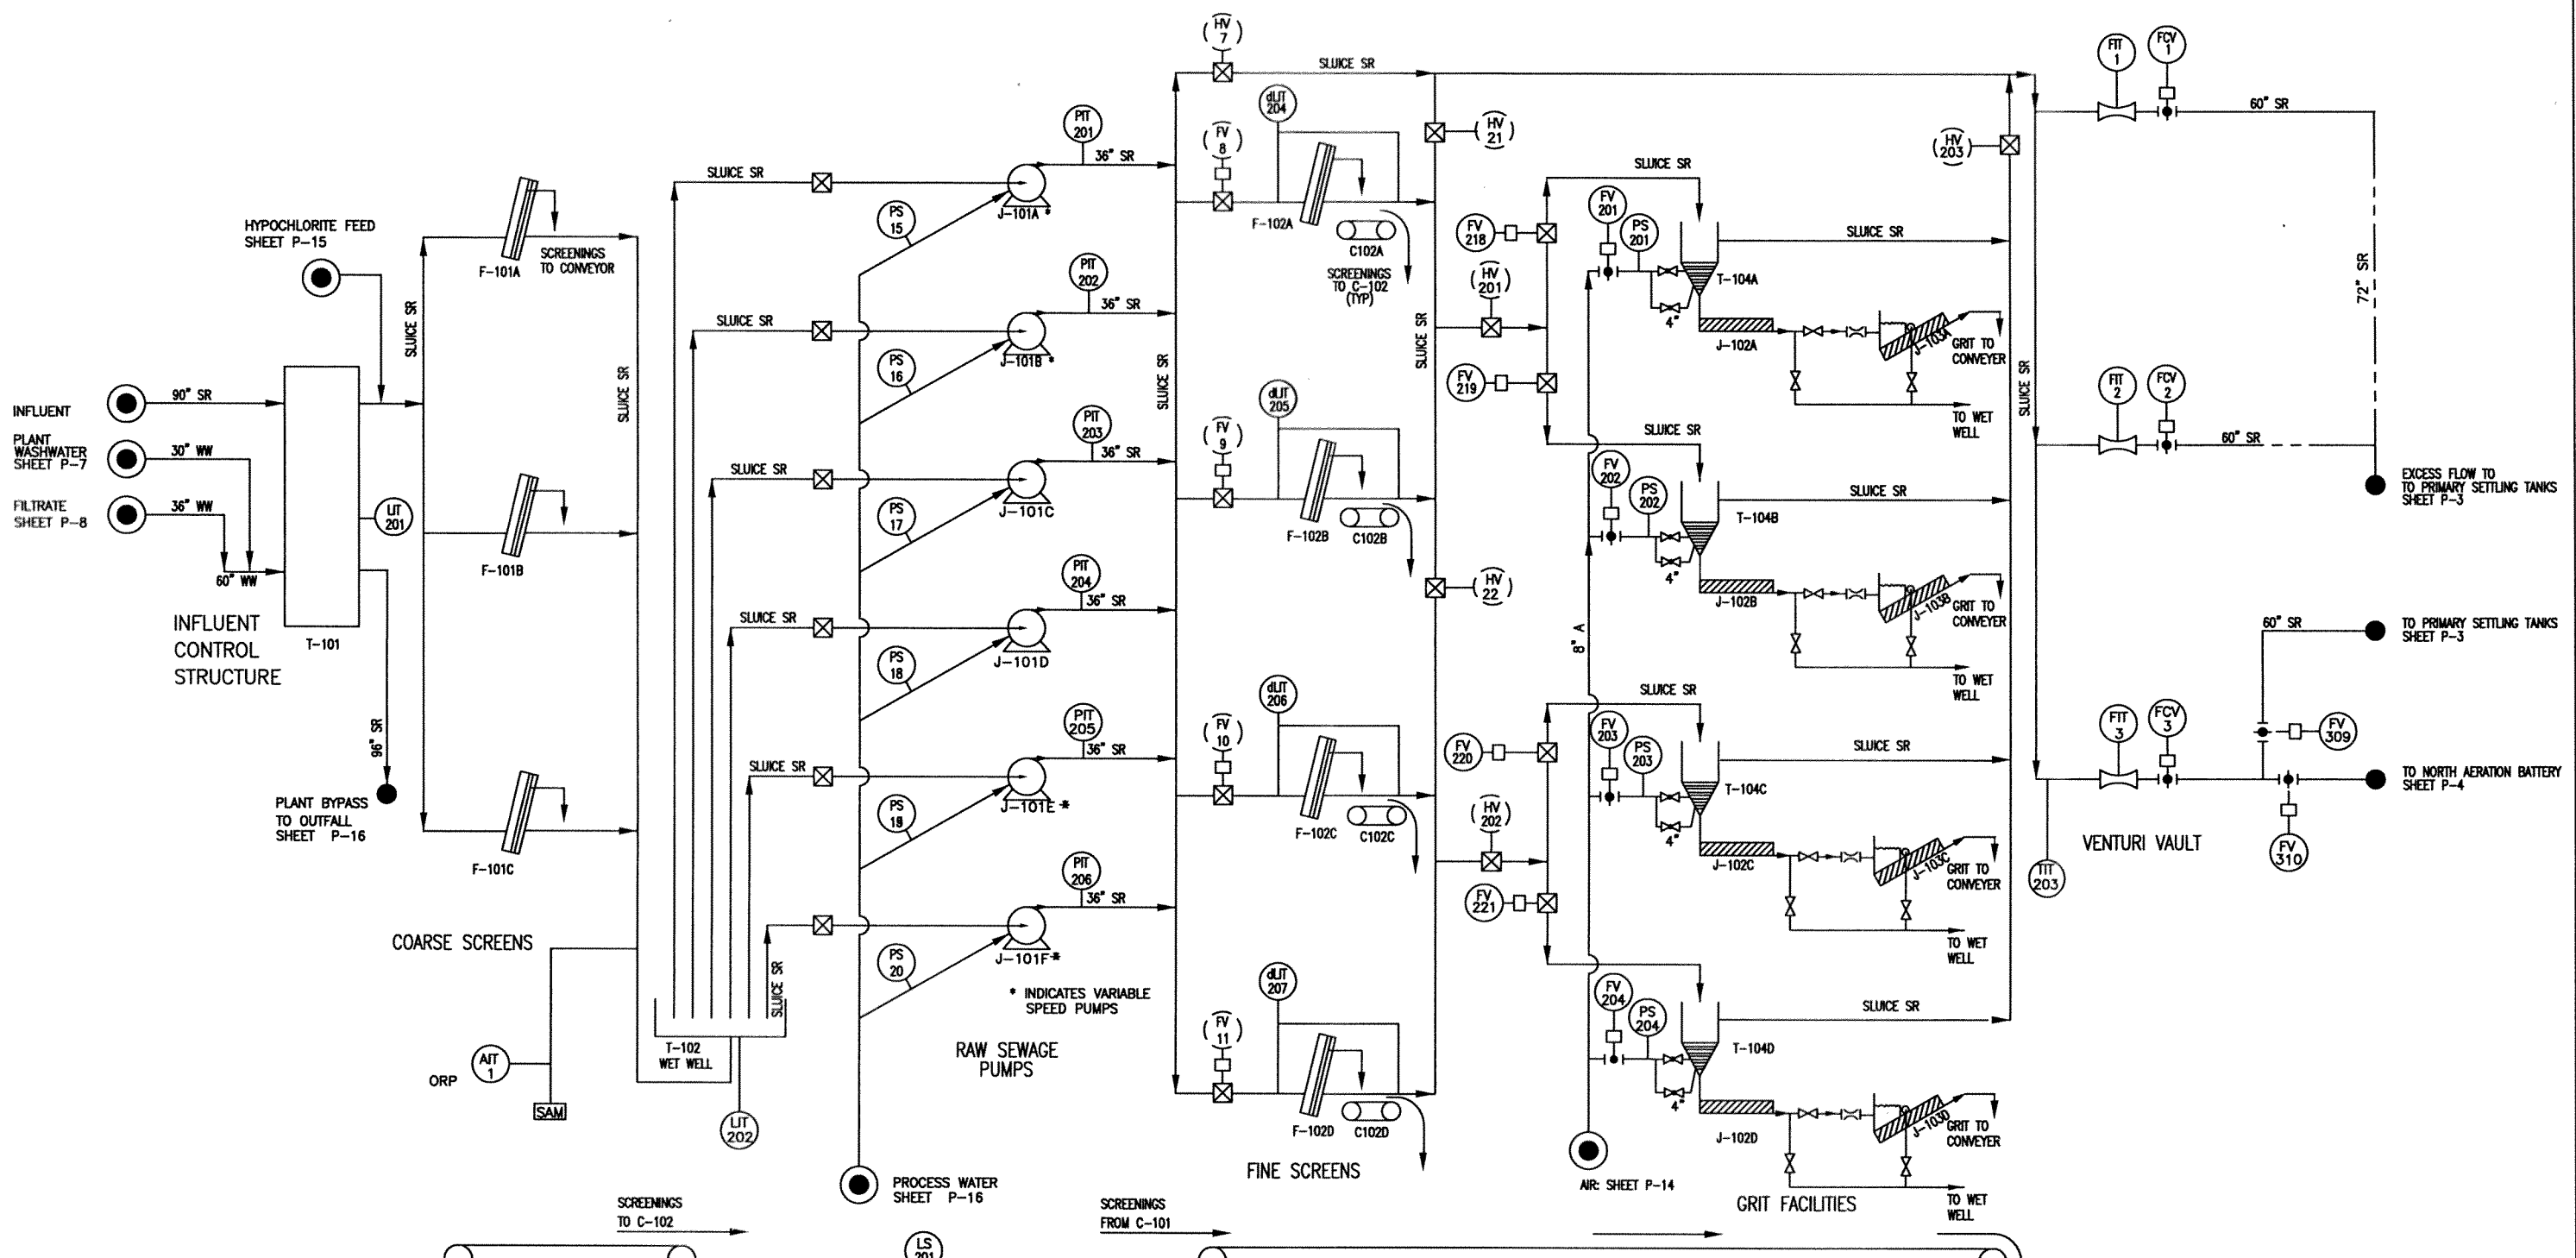 HYPOCHLORITE FEED
SHEET P-15
INFLUENT
90" SR
PLANT
WASHWATER
SHEET P-7
30" WW
FILTRATE
SHEET P-8
36" WW
60" WW
INFLUENT
CONTROL
STRUCTURE
T-101
LIT
201
96" SR
PLANT BYPASS
TO OUTFALL
SHEET P-16
SLUICE SR
F-101A
SCREENINGS
TO CONVEYOR
F-101B
F-101C
COARSE SCREENS
SLUICE SR
ORP
AIT
1
SAM
T-102
WET WELL
LIT
202
SLUICE SR
SLUICE SR
SLUICE SR
SLUICE SR
SLUICE SR
SLUICE SR
PS
15
PS
16
PS
17
PS
18
PS
19
PS
20
J-101A *
J-101B *
J-101C
J-101D
J-101E *
J-101F*
* INDICATES VARIABLE
SPEED PUMPS
RAW SEWAGE
PUMPS
PROCESS WATER
SHEET P-16
PIT
201
36" SR
PIT
202
36" SR
PIT
203
36" SR
PIT
204
36" SR
PIT
205
36" SR
PIT
206
36" SR
SLUICE SR
HV
7
SLUICE SR
FV
8
dLIT
204
F-102A
C102A
SCREENINGS
TO C-102
(TYP)
FV
9
dLIT
205
F-102B
C102B
FV
10
dLIT
206
F-102C
C102C
FV
11
dLIT
207
F-102D
C102D
FINE SCREENS
SLUICE SR
HV
21
HV
22
HV
201
HV
202
FV
218
FV
219
FV
220
FV
221
SLUICE SR
FV
201
PS
201
4"
T-104A
SLUICE SR
J-102A
J-103A
GRIT TO
CONVEYER
TO WET
WELL
SLUICE SR
FV
202
PS
202
4"
T-104B
SLUICE SR
J-102B
J-103B
GRIT TO
CONVEYER
TO WET
WELL
8" A
SLUICE SR
FV
203
PS
203
4"
T-104C
SLUICE SR
J-102C
J-103C
GRIT TO
CONVEYER
TO WET
WELL
FV
204
PS
204
4"
T-104D
SLUICE SR
J-102D
J-103D
GRIT TO
CONVEYER
TO WET
WELL
AIR: SHEET P-14
GRIT FACILITIES
HV
203
SLUICE SR
FIT
1
FCV
1
60" SR
72" SR
FIT
2
FCV
2
60" SR
EXCESS FLOW TO
TO PRIMARY SETTLING TANKS
SHEET P-3
60" SR
TO PRIMARY SETTLING TANKS
SHEET P-3
FIT
3
FCV
3
FV
309
TO NORTH AERATION BATTERY
SHEET P-4
FV
310
VENTURI VAULT
TIT
203
SCREENINGS
TO C-102
LS
201
SCREENINGS
FROM C-101